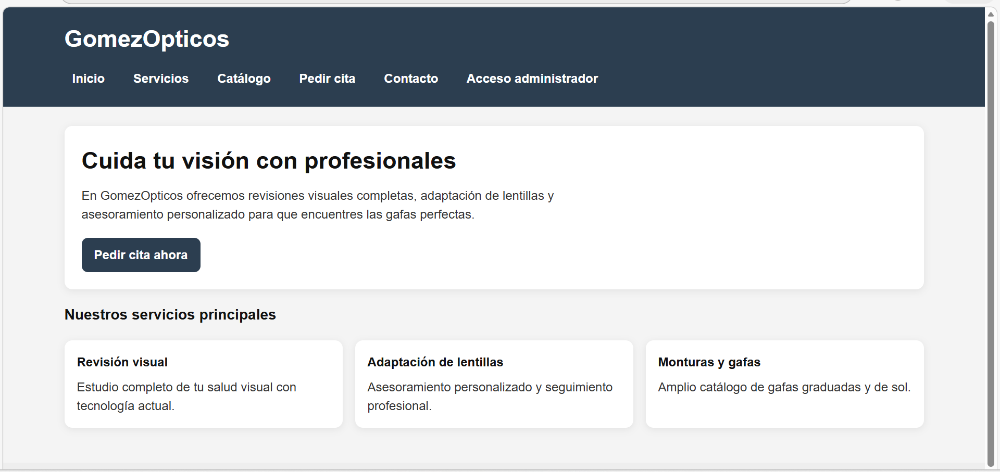 GomezOpticos
Inicio Servicios Catálogo Pedir cita Contacto Acceso administrador
Cuida tu visión con profesionales
En GomezOpticos ofrecemos revisiones visuales completas, adaptación de lentillas y
asesoramiento personalizado para que encuentres las gafas perfectas.
Pedir cita ahora
Nuestros servicios principales
Revisión visual
Estudio completo de tu salud visual con
tecnología actual.
Adaptación de lentillas
Asesoramiento personalizado y seguimiento
profesional.
Monturas y gafas
Amplio catálogo de gafas graduadas y de sol.